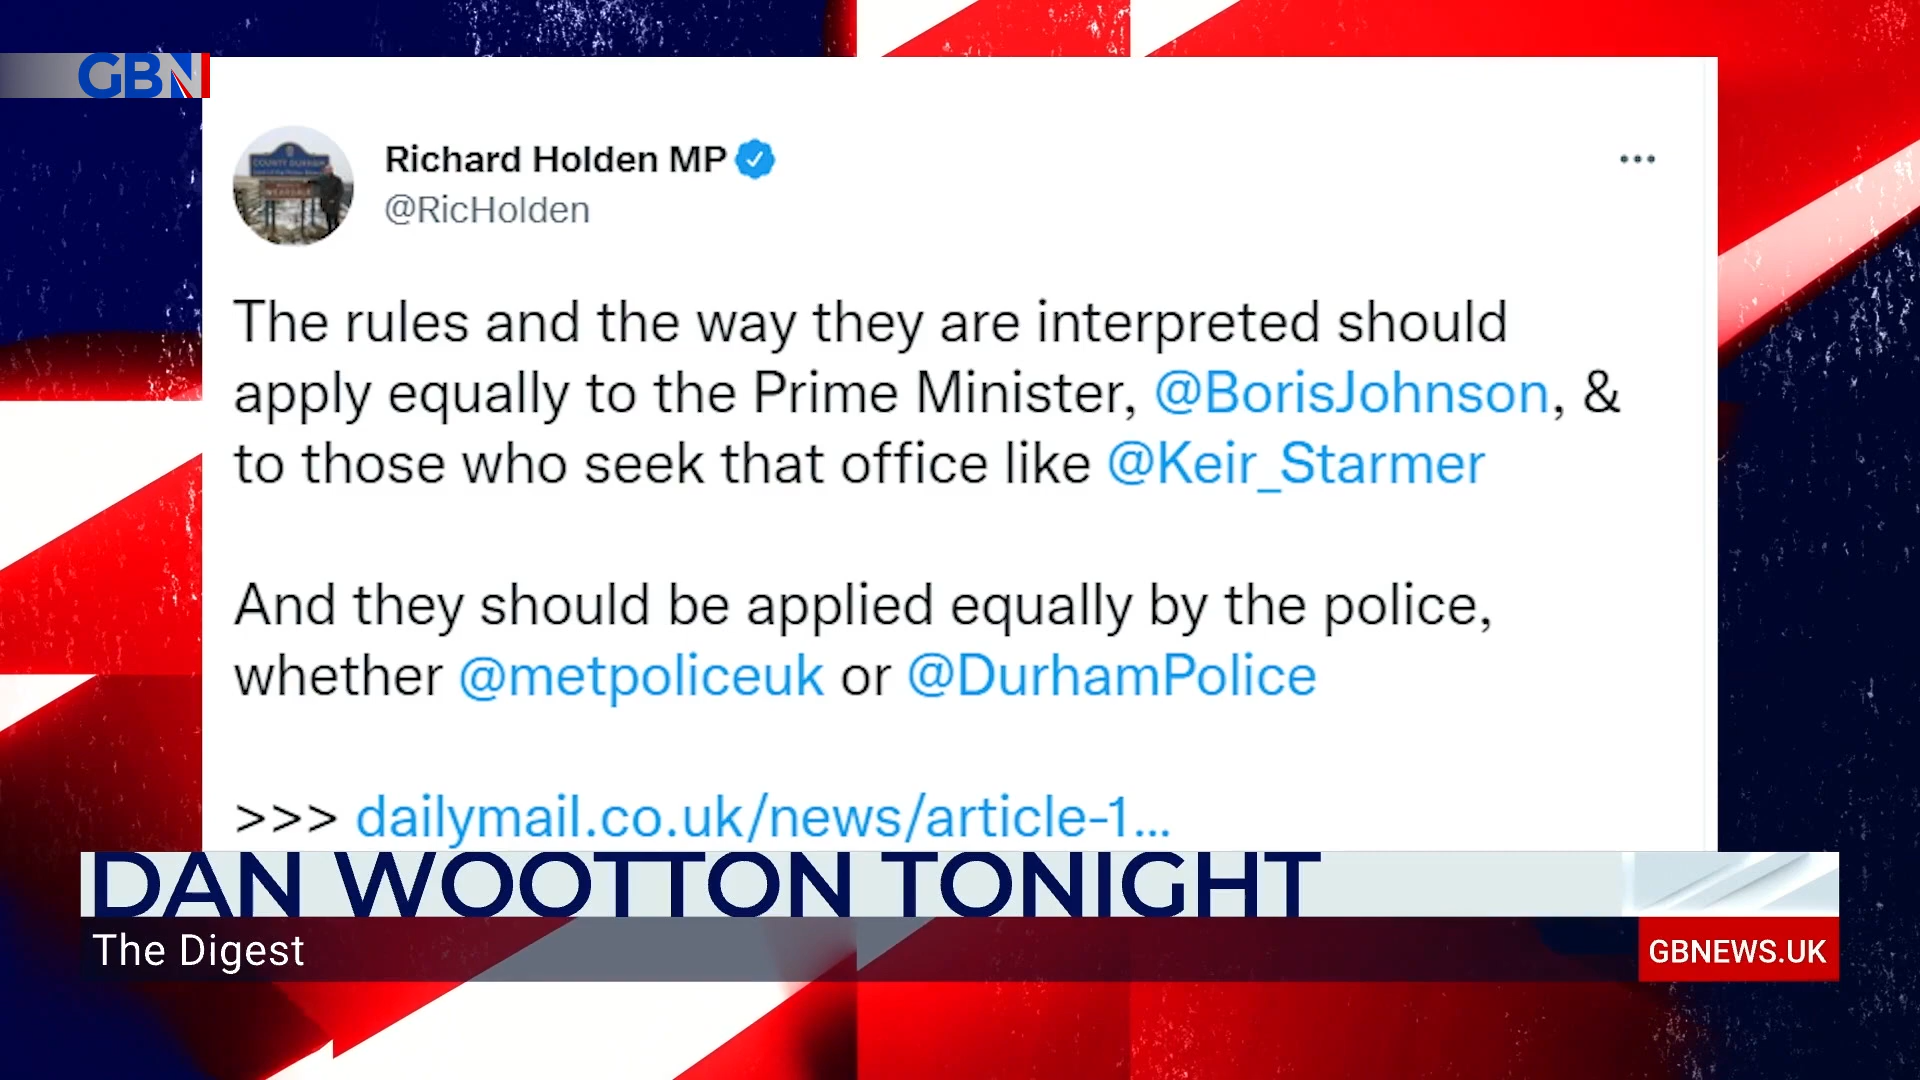 GBN
Richard Holden MP
@RicHolden
The rules and the way they are interpreted should
apply equally to the Prime Minister, @BorisJohnson, &
to those who seek that office like @Keir_Starmer
And they should be applied equally by the police,
whether @metpoliceuk or @DurhamPolice
>>> dailymail.co.uk/news/article-1...
DAN WOOTTON TONIGHT
The Digest
GBNEWS.UK